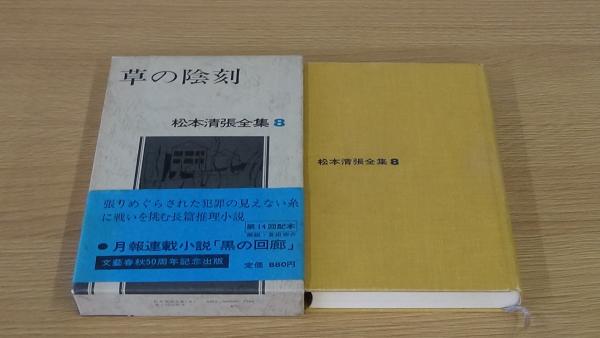 草の陰刻
松本清張全集8
張りめぐらされた犯罪の見えない糸
に戦いを挑む長篇推理小説
第14回配本
●月報連載小説「黒の回廊」
文藝春秋50周年記念出版
定価 880円
松本清張全集8